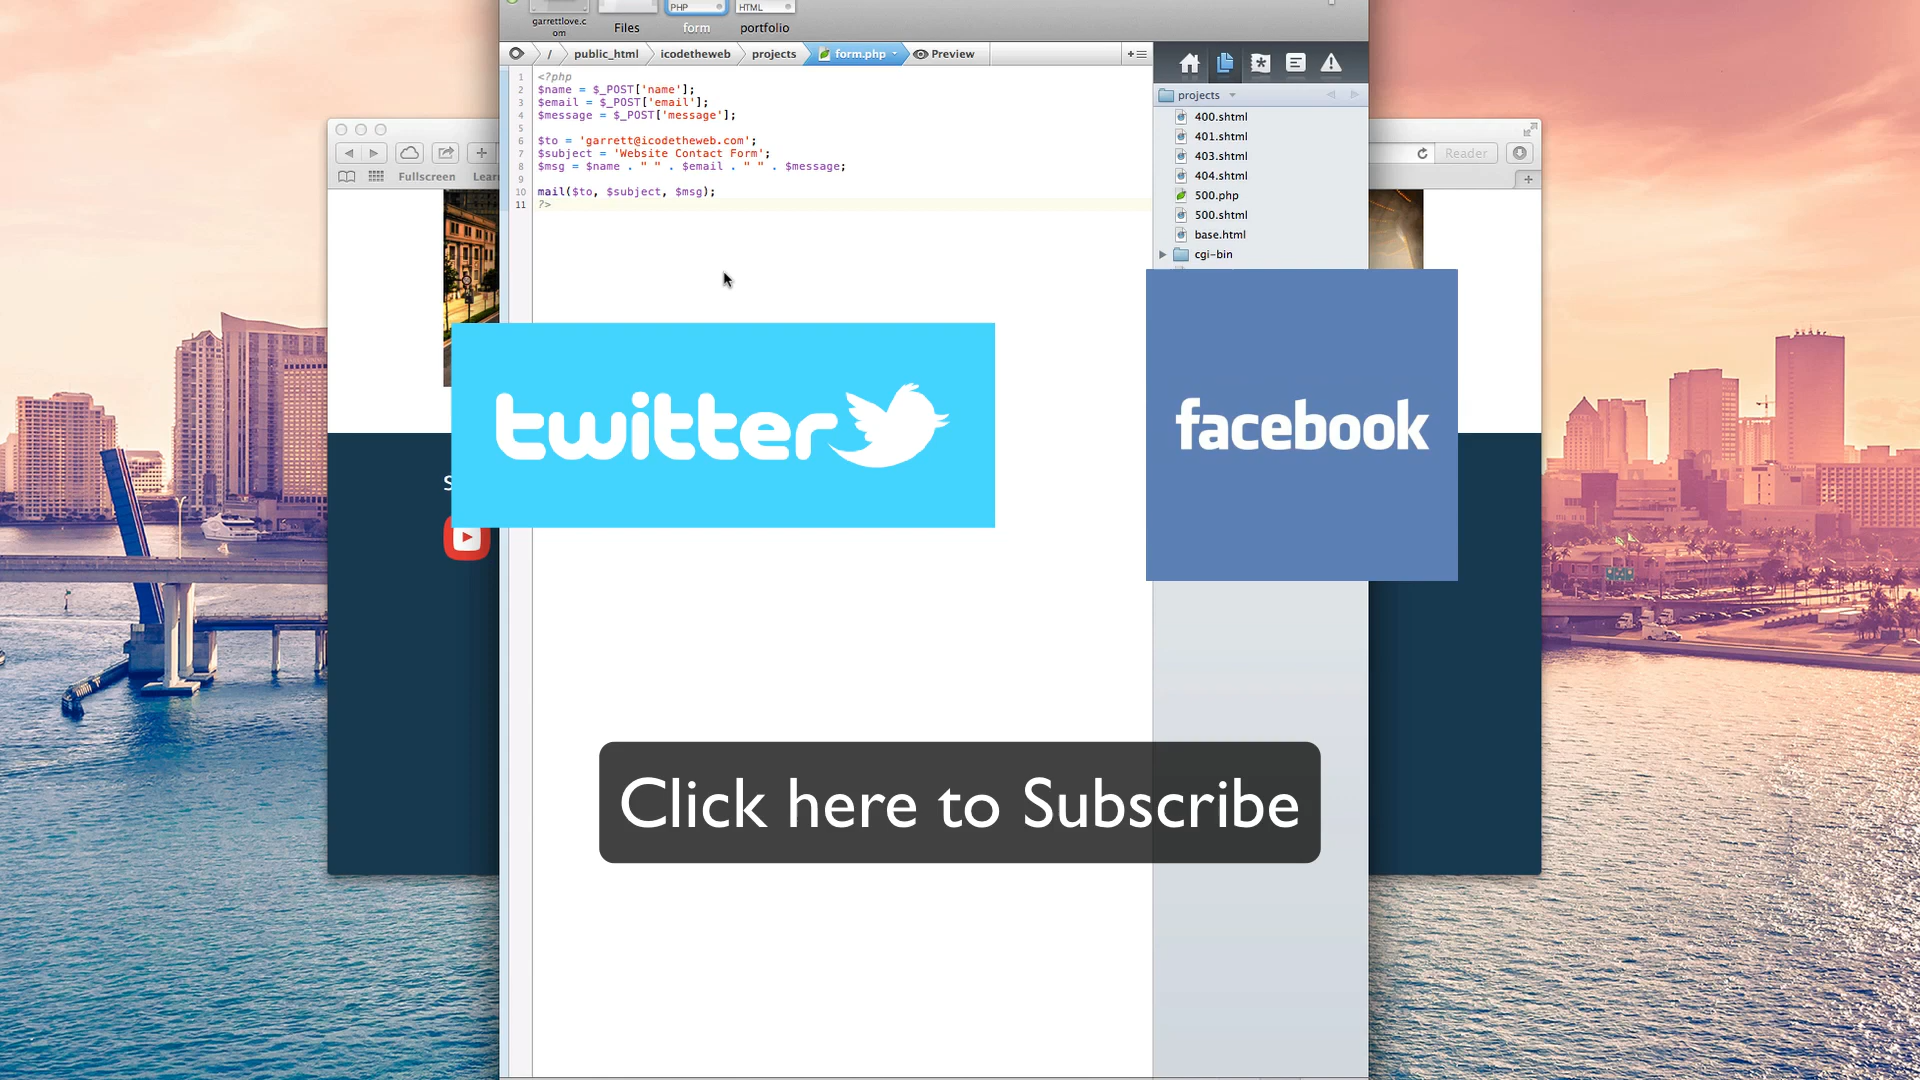 PHP
HTML
garrettlove.c
om
Files
form
portfolio
/
public_html
icodetheweb
projects
form.php
Preview
1 <?php
2 $name = $_POST['name'];
3 $email = $_POST['email'];
4 $message = $_POST['message'];
5
6 $to = 'garrett@icodetheweb.com';
7 $subject = 'Website Contact Form';
8 $msg = $name . " " . $email . " " . $message;
9
10 mail($to, $subject, $msg);
11 ?>
projects
400.shtml
401.shtml
403.shtml
404.shtml
500.php
500.shtml
base.html
cgi-bin
Reader
Fullscreen
Lear
S
twitter
facebook
Click here to Subscribe